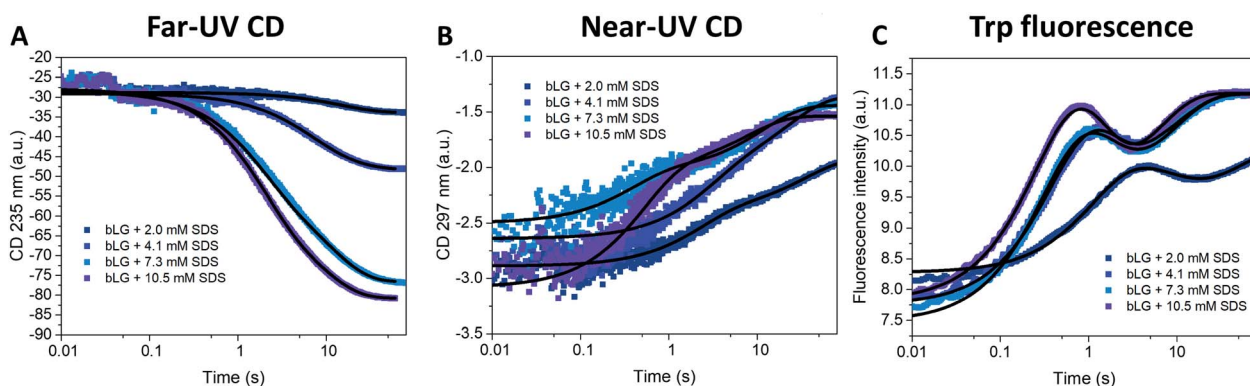 Far-UV CD
Near-UV CD
Trp fluorescence
A
CD 235 nm (a.u.)
-20
-25
-30
-35
-40
-45
-50
-55
-60
-65
-70
-75
-80
-85
-90
bLG + 2.0 mM SDS
bLG + 4.1 mM SDS
bLG + 7.3 mM SDS
bLG + 10.5 mM SDS
0.01 0.1 1 10
Time (s)
B
CD 297 nm (a.u.)
-1.0
-1.5
-2.0
-2.5
-3.0
-3.5
bLG + 2.0 mM SDS
bLG + 4.1 mM SDS
bLG + 7.3 mM SDS
bLG + 10.5 mM SDS
0.01 0.1 1 10
Time (s)
C
Fluorescence intensity (a.u.)
11.5
11.0
10.5
10.0
9.5
9.0
8.5
8.0
7.5
bLG + 2.0 mM SDS
bLG + 4.1 mM SDS
bLG + 7.3 mM SDS
bLG + 10.5 mM SDS
0.01 0.1 1 10
Time (s)